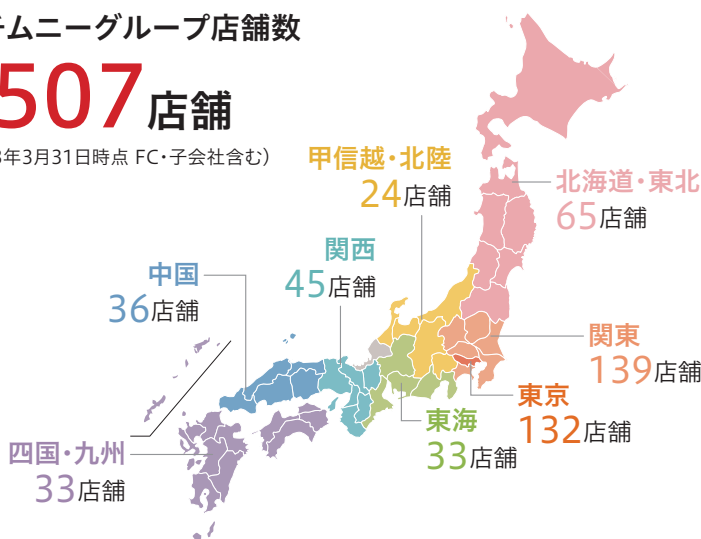 チムニーグループ店舗数
507店舗
年3月31日時点 FC・子会社含む）
甲信越・北陸
24店舗
北海道・東北
65店舗
関西
45店舗
中国
36店舗
関東
139店舗
東京
132店舗
東海
33店舗
四国・九州
33店舗